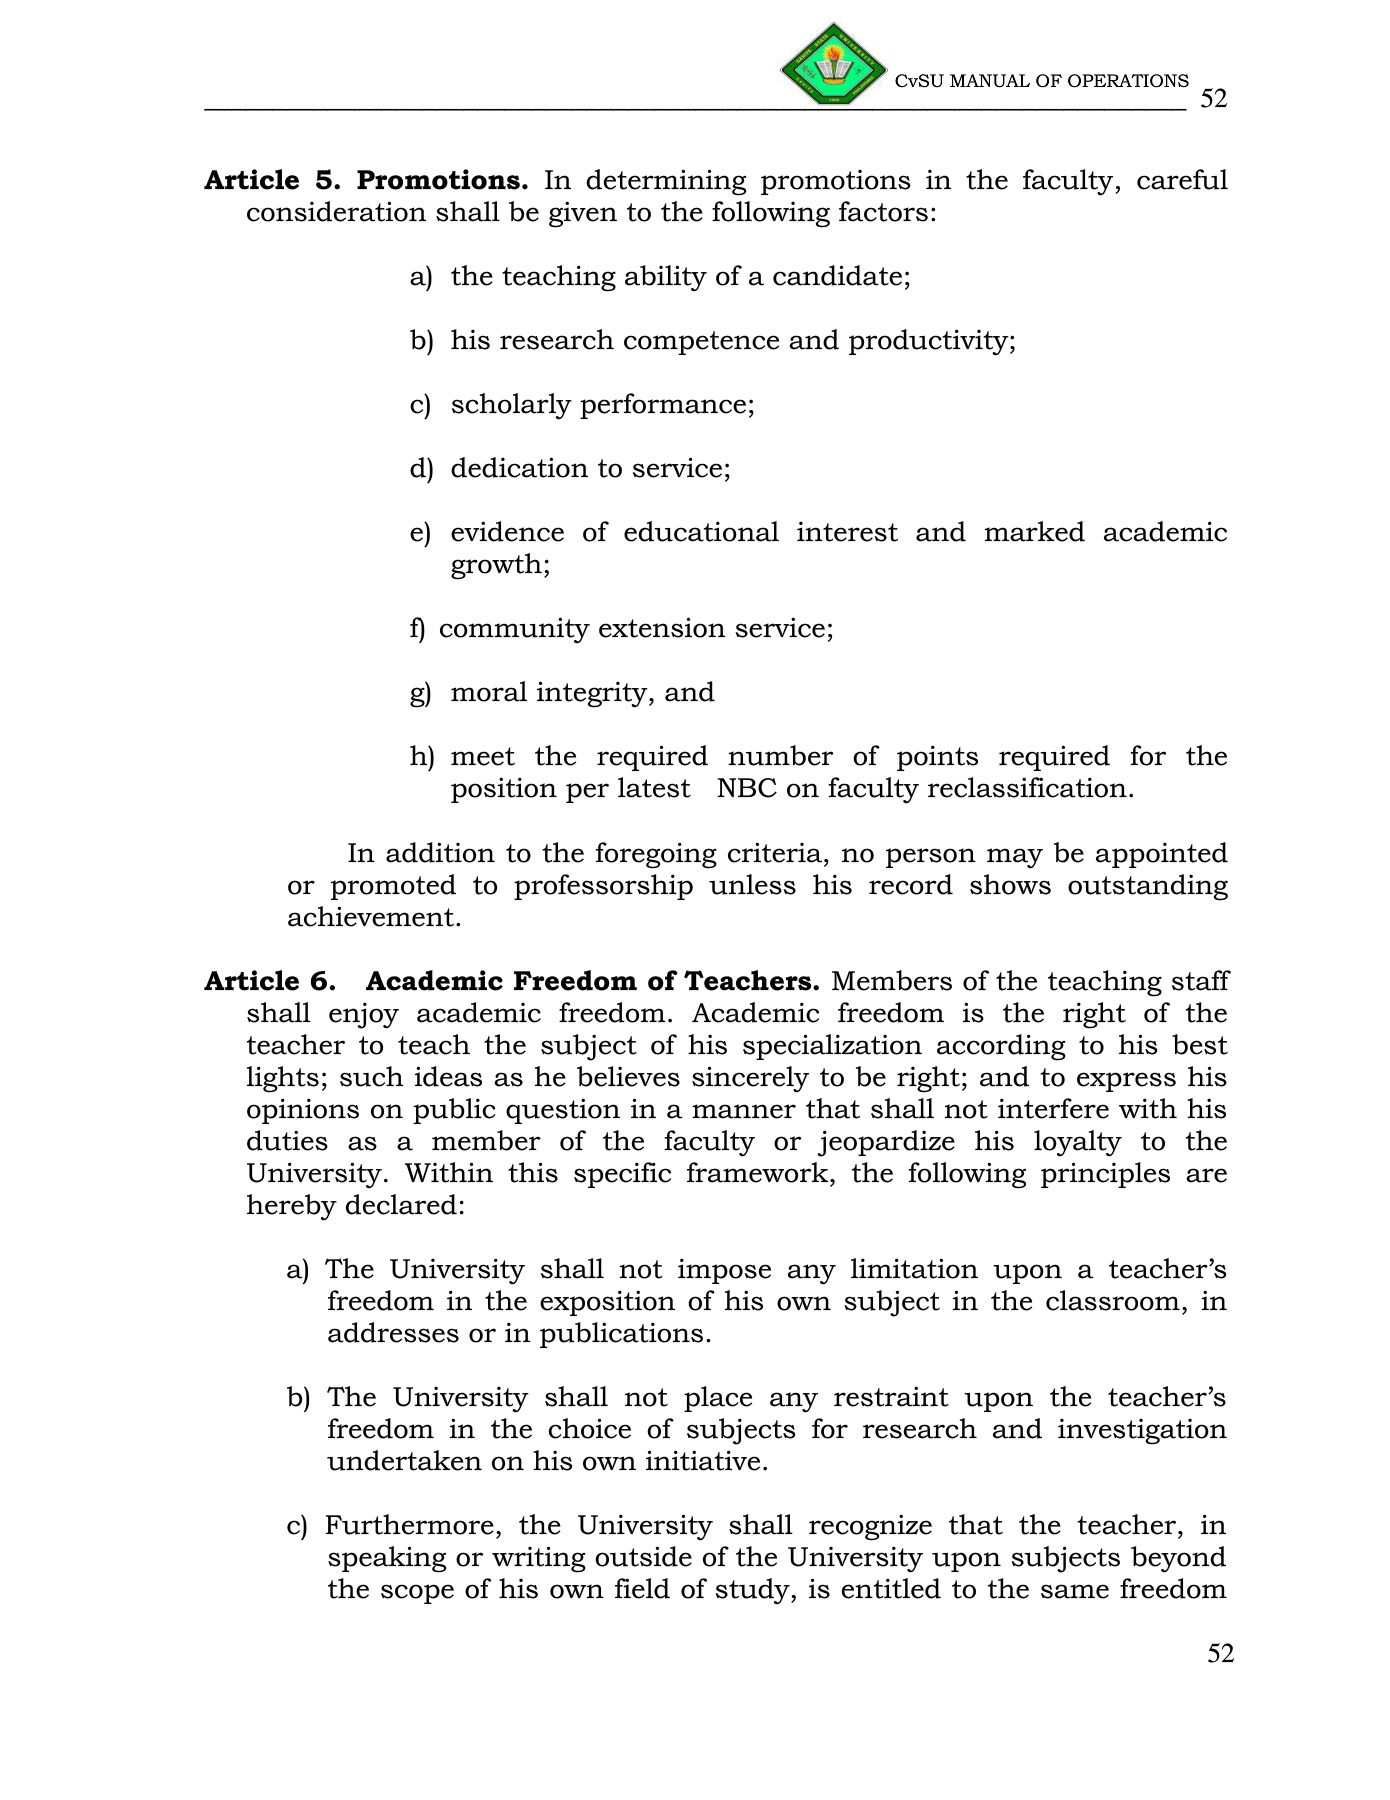 CvSU MANUAL OF OPERATIONS
52
Article 5. Promotions. In determining promotions in the faculty, careful
consideration shall be given to the following factors:
a) the teaching ability of a candidate;
b) his research competence and productivity;
c) scholarly performance;
d) dedication to service;
e) evidence of educational interest and marked academic
growth;
f) community extension service;
g) moral integrity, and
h) meet the required number of points required for the
position per latest NBC on faculty reclassification.
In addition to the foregoing criteria, no person may be appointed
or promoted to professorship unless his record shows outstanding
achievement.
Article 6. Academic Freedom of Teachers. Members of the teaching staff
shall enjoy academic freedom. Academic freedom is the right of the
teacher to teach the subject of his specialization according to his best
lights; such ideas as he believes sincerely to be right; and to express his
opinions on public question in a manner that shall not interfere with his
duties as a member of the faculty or jeopardize his loyalty to the
University. Within this specific framework, the following principles are
hereby declared:
a) The University shall not impose any limitation upon a teacher’s
freedom in the exposition of his own subject in the classroom, in
addresses or in publications.
b) The University shall not place any restraint upon the teacher’s
freedom in the choice of subjects for research and investigation
undertaken on his own initiative.
c) Furthermore, the University shall recognize that the teacher, in
speaking or writing outside of the University upon subjects beyond
the scope of his own field of study, is entitled to the same freedom
52